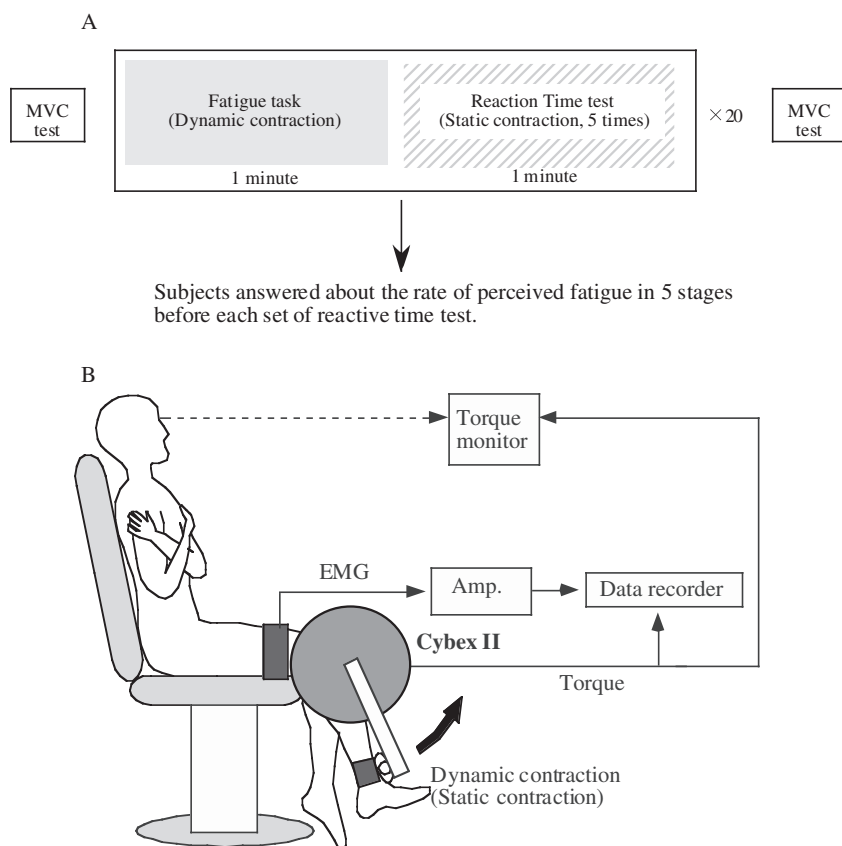 A
MVC
test
Fatigue task
(Dynamic contraction)
Reaction Time test
(Static contraction, 5 times)
×20
MVC
test
1 minute
1 minute
Subjects answered about the rate of perceived fatigue in 5 stages
before each set of reactive time test.
B
Torque
monitor
EMG
Amp.
Data recorder
Cybex II
Torque
Dynamic contraction
(Static contraction)